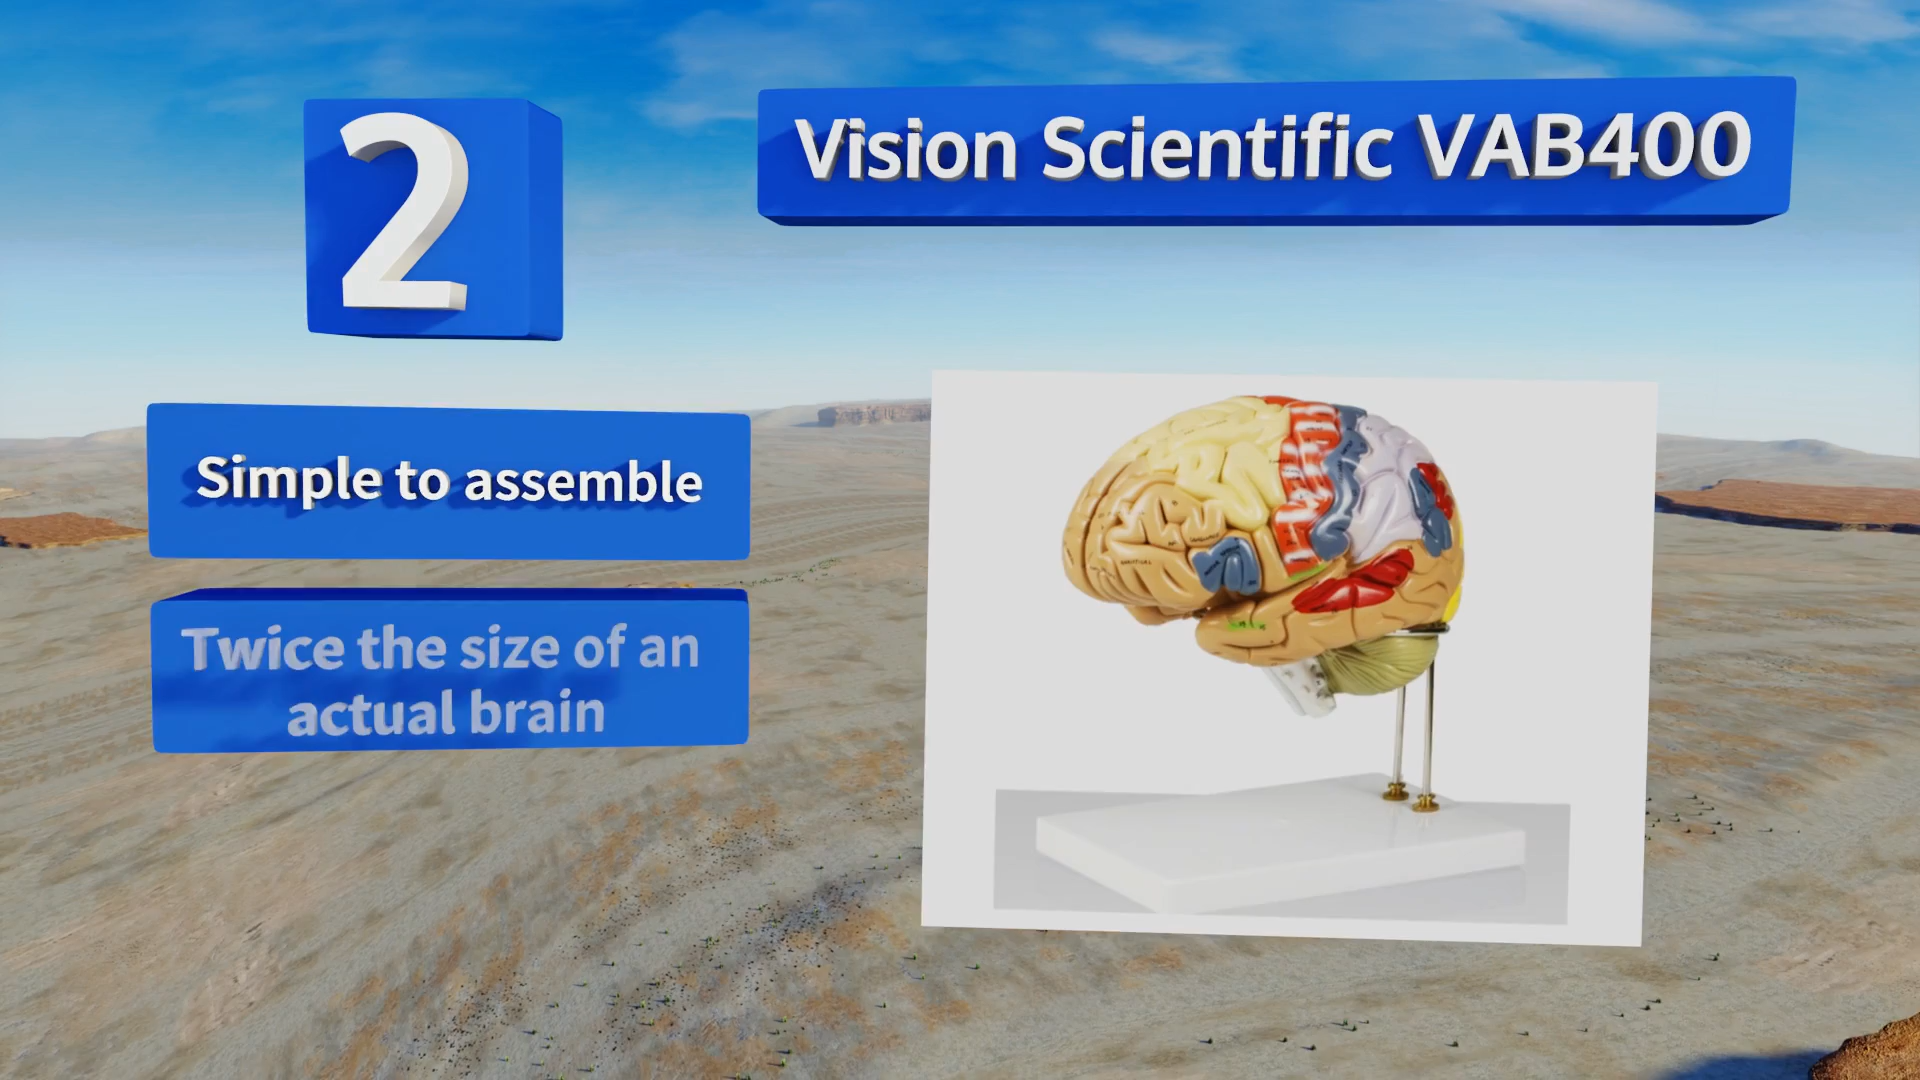 2
Vision Scientific VAB400
Simple to assemble
Twice the size of an
actual brain